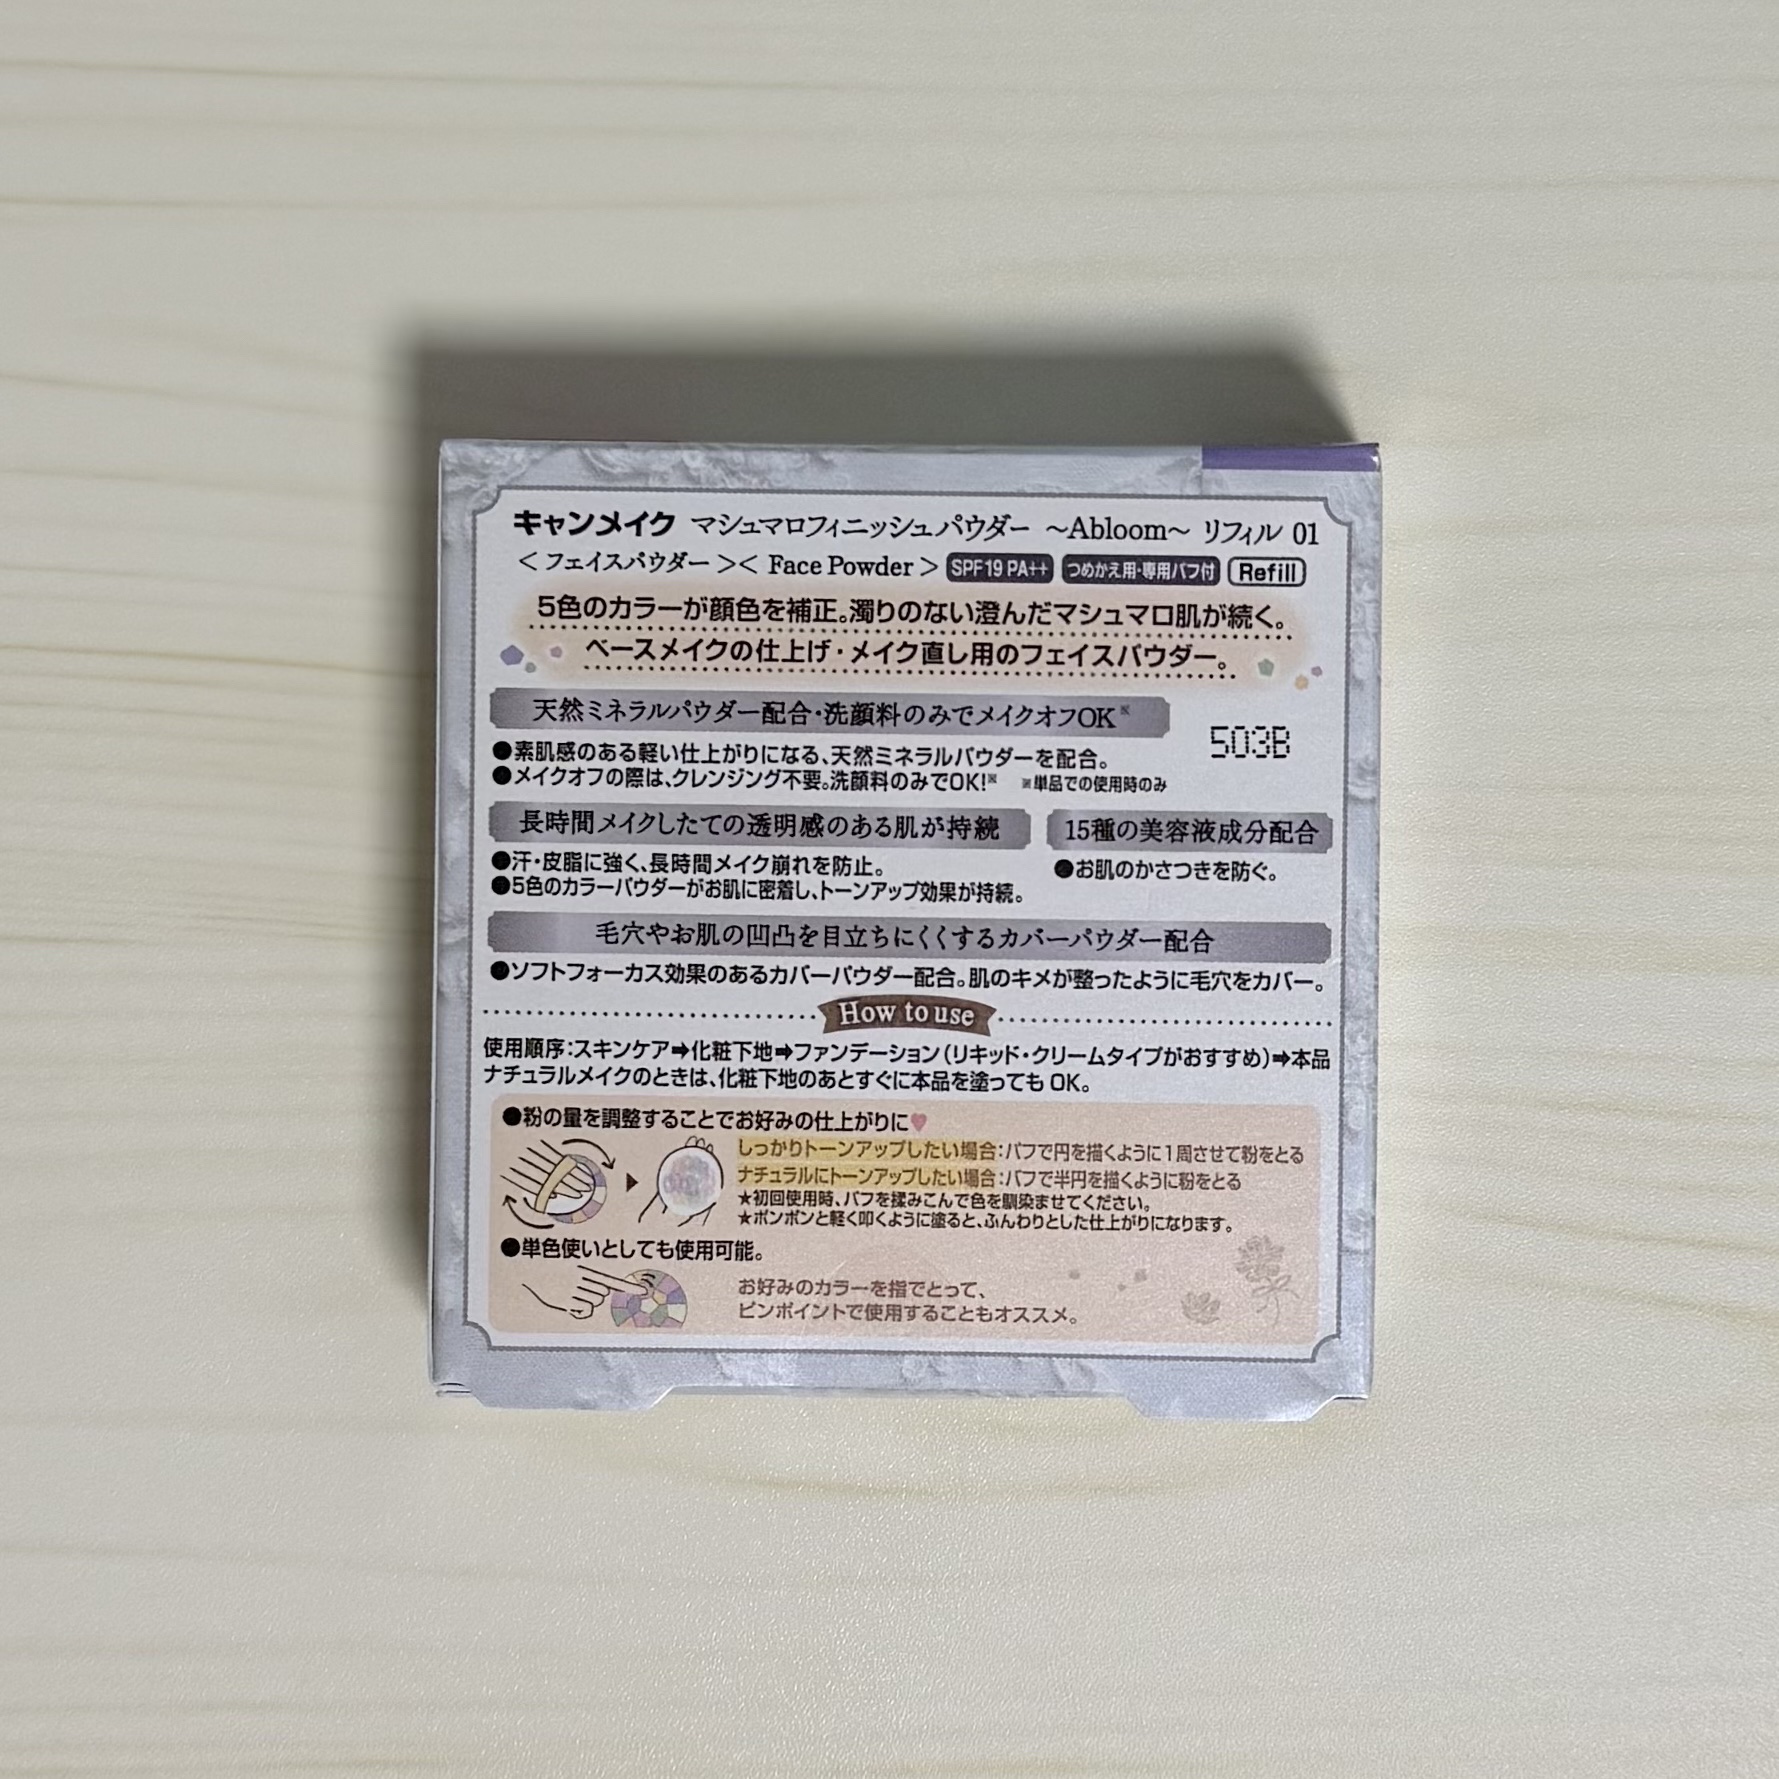 キャンメイク マシュマロフィニッシュパウダー ～Abloom～ リフィル 01
＜フェイスパウダー＞＜ Face Powder ＞ SPF19 PA++ つめかえ用・専用パフ付 Refill
5色のカラーが顔色を補正。濁りのない澄んだマシュマロ肌が続く。
ベースメイクの仕上げ・メイク直し用のフェイスパウダー。
天然ミネラルパウダー配合・洗顔料のみでメイクオフOK※
503B
●素肌感のある軽い仕上がりになる、天然ミネラルパウダーを配合。
●メイクオフの際は、クレンジング不要。洗顔料のみでOK!※ ※単品での使用時のみ
長時間メイクしたての透明感のある肌が持続
●汗・皮脂に強く、長時間メイク崩れを防止。
●5色のカラーパウダーがお肌に密着し、トーンアップ効果が持続。
15種の美容液成分配合
●お肌のかさつきを防ぐ。
毛穴やお肌の凹凸を目立ちにくくするカバーパウダー配合
●ソフトフォーカス効果のあるカバーパウダー配合。肌のキメが整ったように毛穴をカバー。
How to use
使用順序：スキンケア➡化粧下地➡ファンデーション（リキッド・クリームタイプがおすすめ）➡本品
ナチュラルメイクのときは、化粧下地のあとすぐに本品を塗ってもOK。
●粉の量を調整することでお好みの仕上がりに♥
しっかりトーンアップしたい場合：パフで円を描くように1周させて粉をとる
ナチュラルにトーンアップしたい場合：パフで半円を描くように粉をとる
★初回使用時、パフを揉みこんで色を馴染ませてください。
★ポンポンと軽く叩くように塗ると、ふんわりとした仕上がりになります。
●単色使いとしても使用可能。
お好みのカラーを指でとって、
ピンポイントで使用することもオススメ。